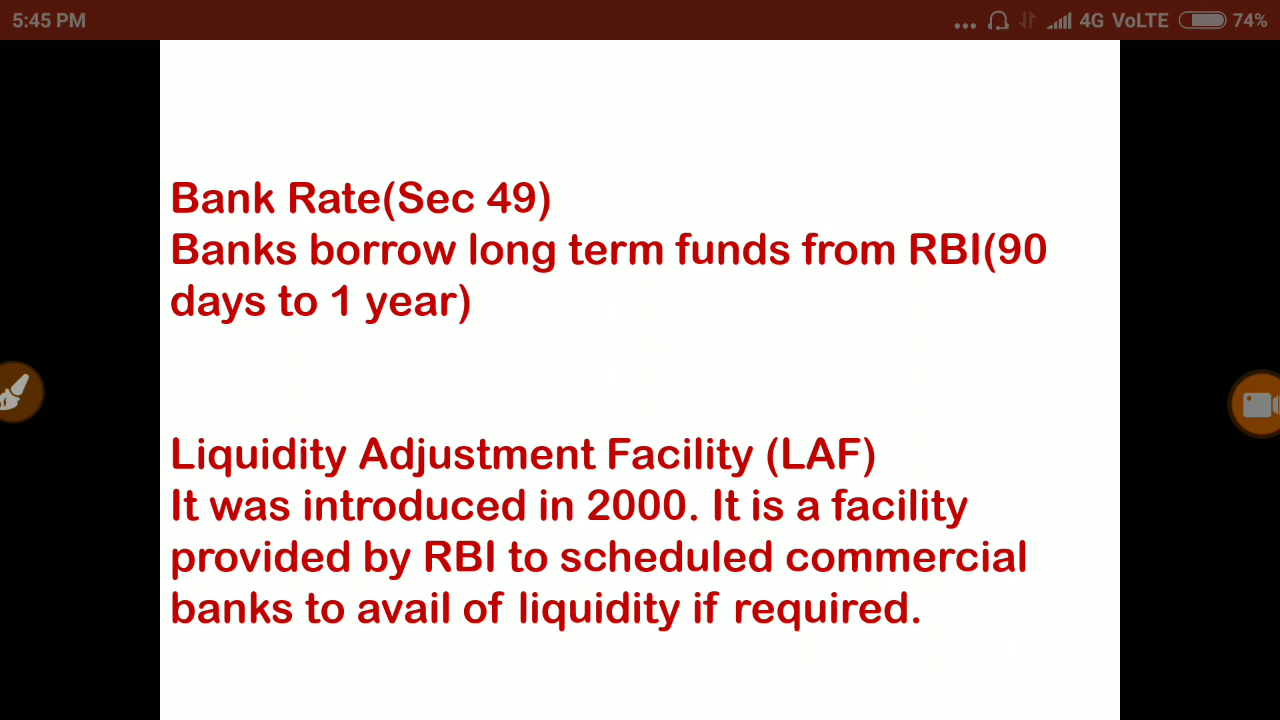 5:45 PM
... 4G VoLTE 74%
Bank Rate(Sec 49)
Banks borrow long term funds from RBI(90
days to 1 year)
Liquidity Adjustment Facility (LAF)
It was introduced in 2000. It is a facility
provided by RBI to scheduled commercial
banks to avail of liquidity if required.